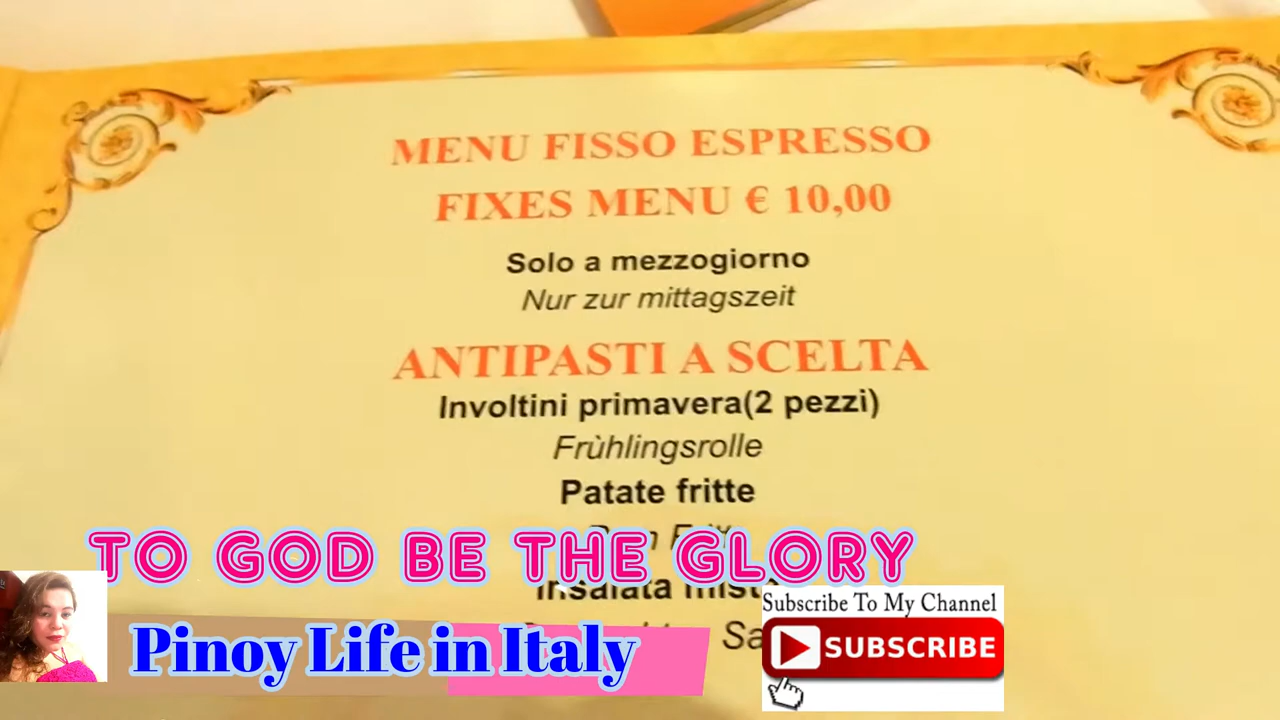 MENU FISSO ESPRESSO
FIXES MENU € 10,00
Solo a mezzogiorno
Nur zur mittagszeit
ANTIPASTI A SCELTA
Involtini primavera(2 pezzi)
Frùhlingsrolle
Patate fritte
TO GOD BE THE GLORY
Insalata
Subscribe To My Channel
Pinoy Life in Italy
SUBSCRIBE